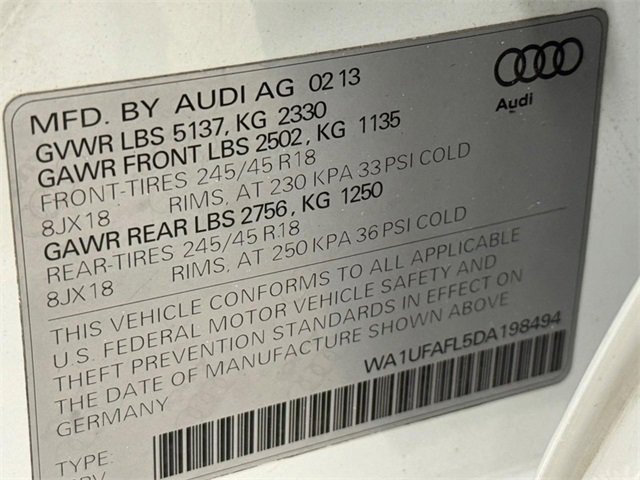 MFD. BY AUDI AG 02 13
Audi
GVWR LBS 5137, KG 2330
GAWR FRONT LBS 2502, KG 1135
FRONT-TIRES 245/45 R18
8JX18 RIMS, AT 230 KPA 33 PSI COLD
GAWR REAR LBS 2756, KG 1250
REAR-TIRES 245/45 R18
8JX18 RIMS, AT 250 KPA 36 PSI COLD
THIS VEHICLE CONFORMS TO ALL APPLICABLE
U.S. FEDERAL MOTOR VEHICLE SAFETY AND
THEFT PREVENTION STANDARDS IN EFFECT ON
THE DATE OF MANUFACTURE SHOWN ABOVE
GERMANY
WA1UFAFL5DA198494
TYPE